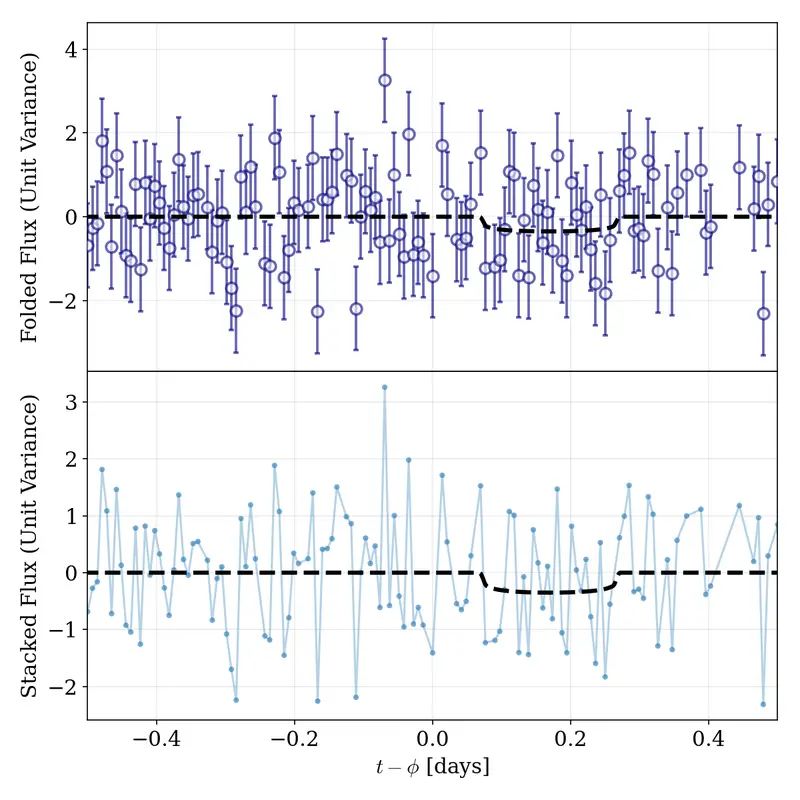 Folded Flux (Unit Variance)
4
2
0
−2
Stacked Flux (Unit Variance)
3
2
1
0
−1
−2
−0.4 −0.2 0.0 0.2 0.4
t − ϕ [days]